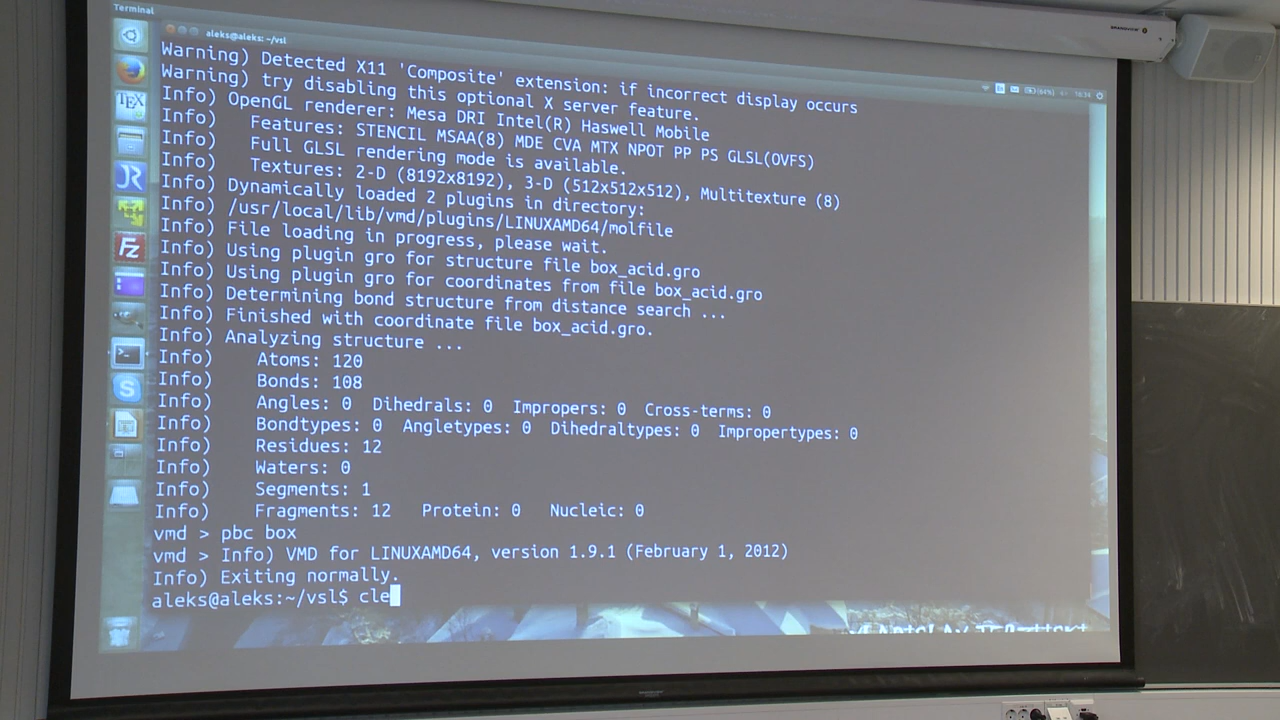 Terminal
aleks@aleks: ~/vsl
Warning) Detected X11 'Composite' extension: if incorrect display occurs
Warning) try disabling this optional X server feature.
Info) OpenGL renderer: Mesa DRI Intel(R) Haswell Mobile
Info) Features: STENCIL MSAA(8) MDE CVA MTX NPOT PP PS GLSL(OVFS)
Info) Full GLSL rendering mode is available.
Info) Textures: 2-D (8192x8192), 3-D (512x512x512), Multitexture (8)
Info) Dynamically loaded 2 plugins in directory:
Info) /usr/local/lib/vmd/plugins/LINUXAMD64/molfile
Info) File loading in progress, please wait.
Info) Using plugin gro for structure file box_acid.gro
Info) Using plugin gro for coordinates from file box_acid.gro
Info) Determining bond structure from distance search ...
Info) Finished with coordinate file box_acid.gro.
Info) Analyzing structure ...
Info) Atoms: 120
Info) Bonds: 108
Info) Angles: 0 Dihedrals: 0 Impropers: 0 Cross-terms: 0
Info) Bondtypes: 0 Angletypes: 0 Dihedraltypes: 0 Impropertypes: 0
Info) Residues: 12
Info) Waters: 0
Info) Segments: 1
Info) Fragments: 12 Protein: 0 Nucleic: 0
vmd > pbc box
vmd > Info) VMD for LINUXAMD64, version 1.9.1 (February 1, 2012)
Info) Exiting normally.
aleks@aleks:~/vsl$ cle